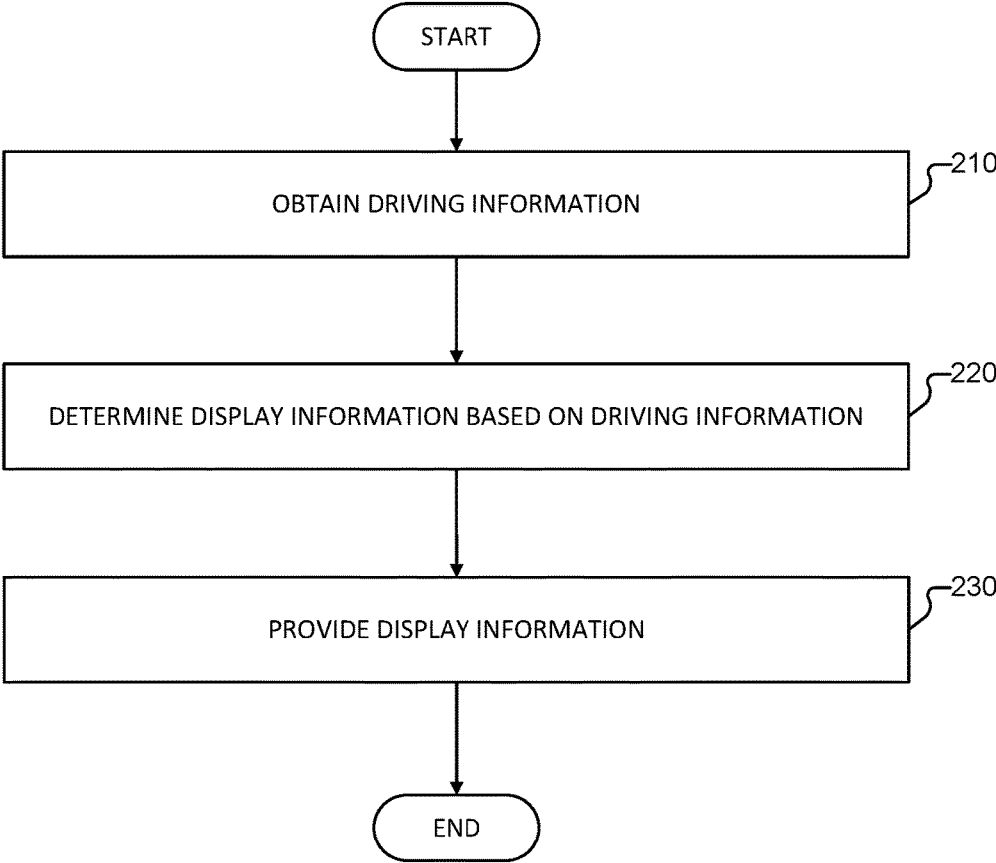 START
210
OBTAIN DRIVING INFORMATION
220
DETERMINE DISPLAY INFORMATION BASED ON DRIVING INFORMATION
230
PROVIDE DISPLAY INFORMATION
END